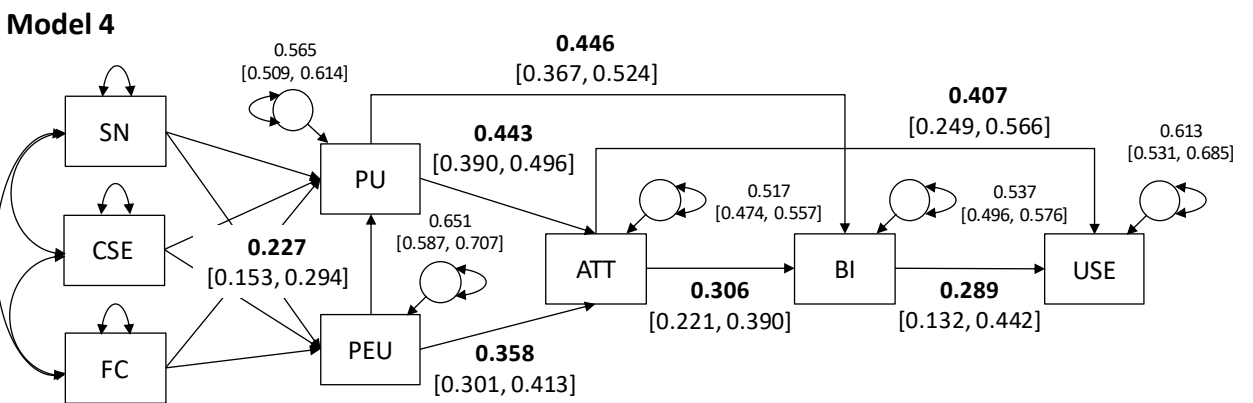 Model 4
0.565
[0.509, 0.614]
0.446
[0.367, 0.524]
0.407
[0.249, 0.566]
0.613
[0.531, 0.685]
SN
0.443
[0.390, 0.496]
PU
0.517
[0.474, 0.557]
0.537
[0.496, 0.576]
0.651
[0.587, 0.707]
CSE
0.227
[0.153, 0.294]
ATT
BI
USE
0.306
[0.221, 0.390]
0.289
[0.132, 0.442]
FC
PEU
0.358
[0.301, 0.413]